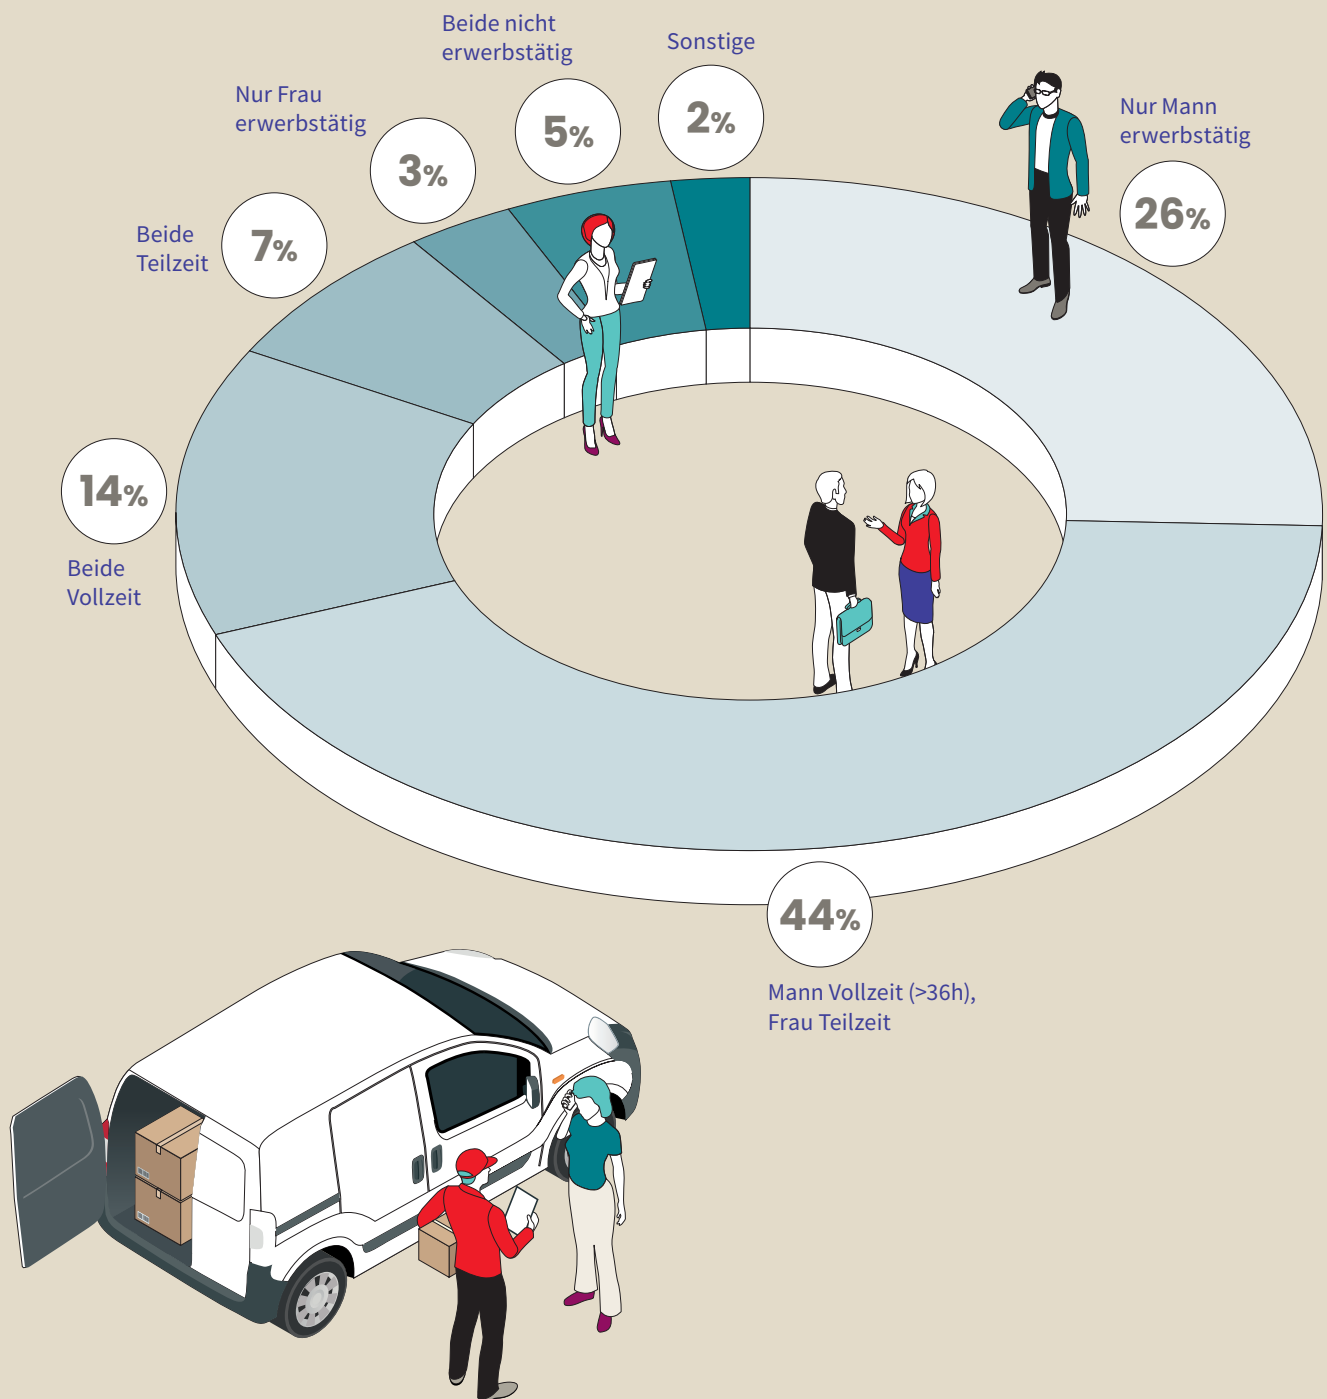 Beide nicht
erwerbstätig
5%
Sonstige
2%
Nur Mann
erwerbstätig
26%
Nur Frau
erwerbstätig
3%
Beide
Teilzeit
7%
14%
Beide
Vollzeit
44%
Mann Vollzeit (>36h),
Frau Teilzeit